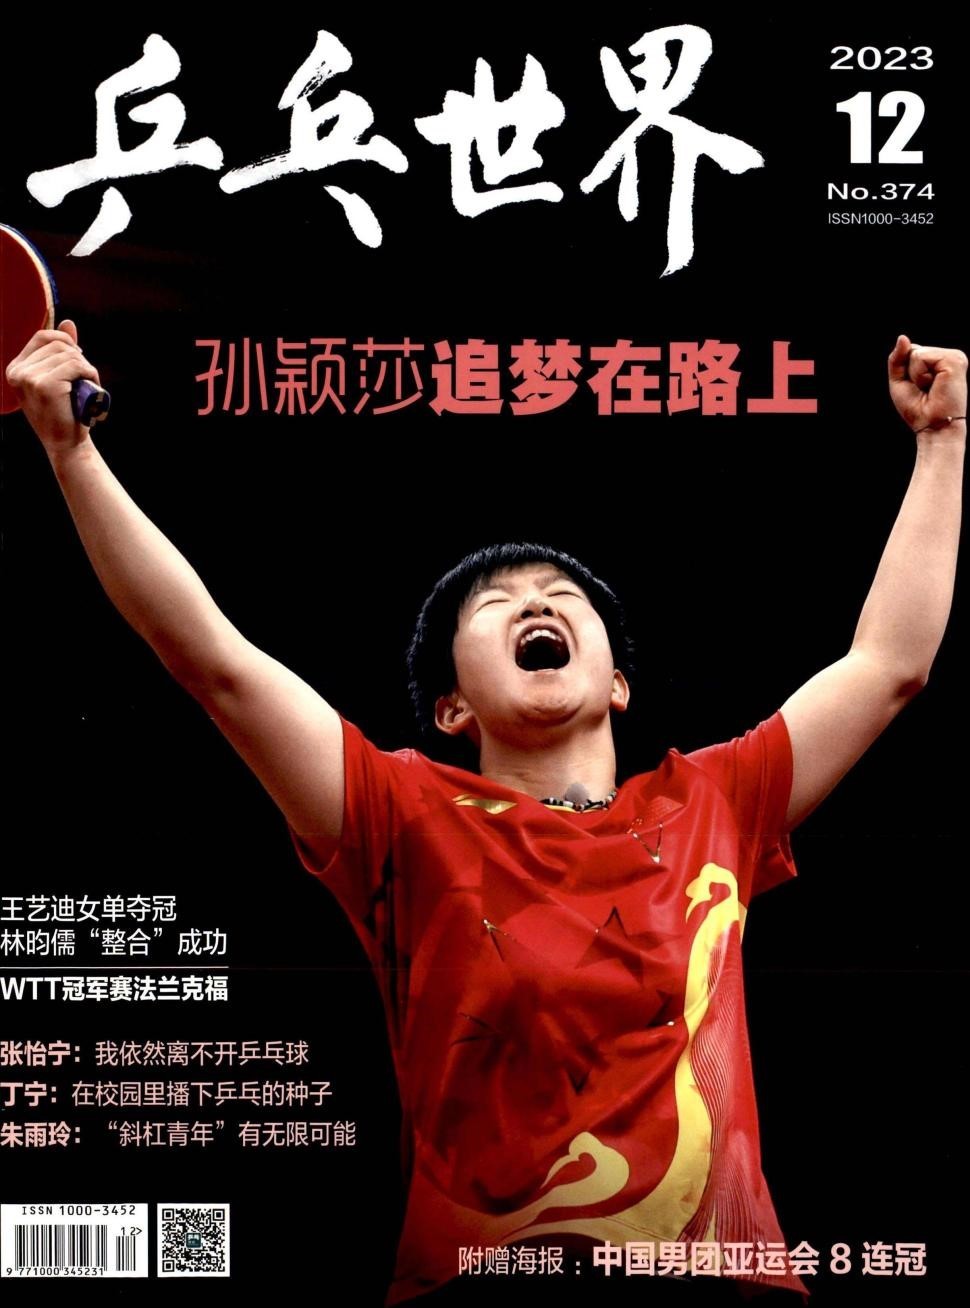 乒乓世界
2023
12
No.374
ISSN1000-3452
孙颖莎追梦在路上
王艺迪女单夺冠
林昀儒“整合”成功
WTT冠军赛法兰克福
张怡宁：我依然离不开乒乓球
丁宁：在校园里播下乒乓的种子
朱雨玲：“斜杠青年”有无限可能
ISSN 1000-3452
12>
9 771000 345231
附赠海报：中国男团亚运会 8 连冠